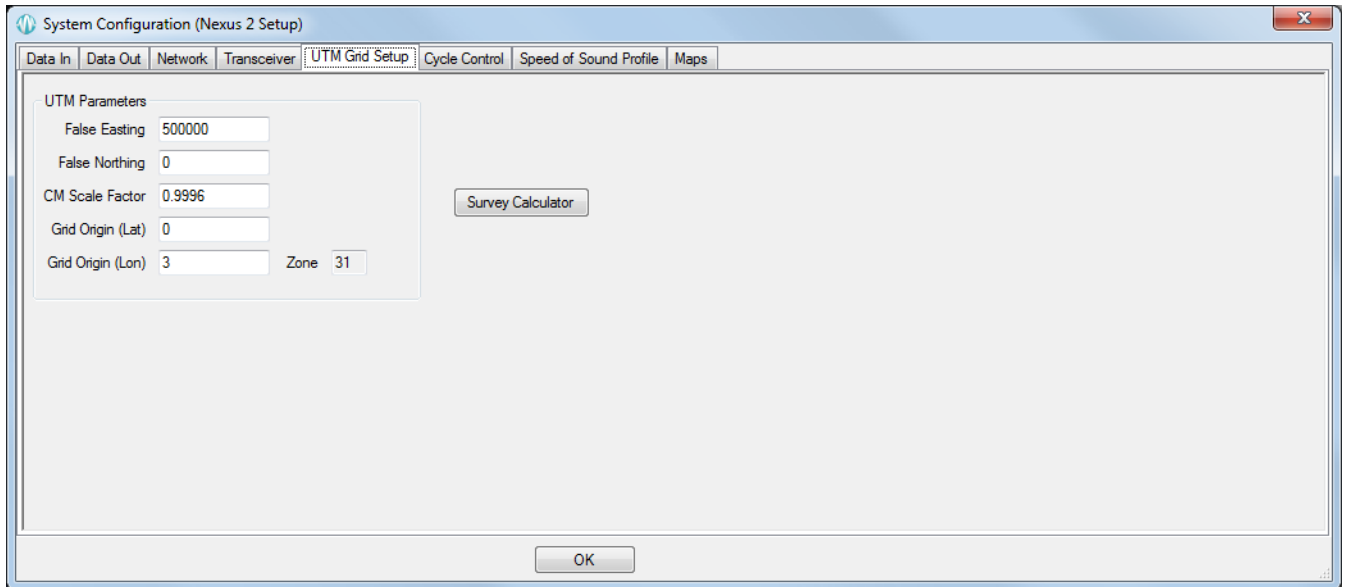 System Configuration (Nexus 2 Setup)
Data In Data Out Network Transceiver UTM Grid Setup Cycle Control Speed of Sound Profile Maps
UTM Parameters
False Easting 500000
False Northing 0
CM Scale Factor 0.9996
Survey Calculator
Grid Origin (Lat) 0
Grid Origin (Lon) 3 Zone 31
OK